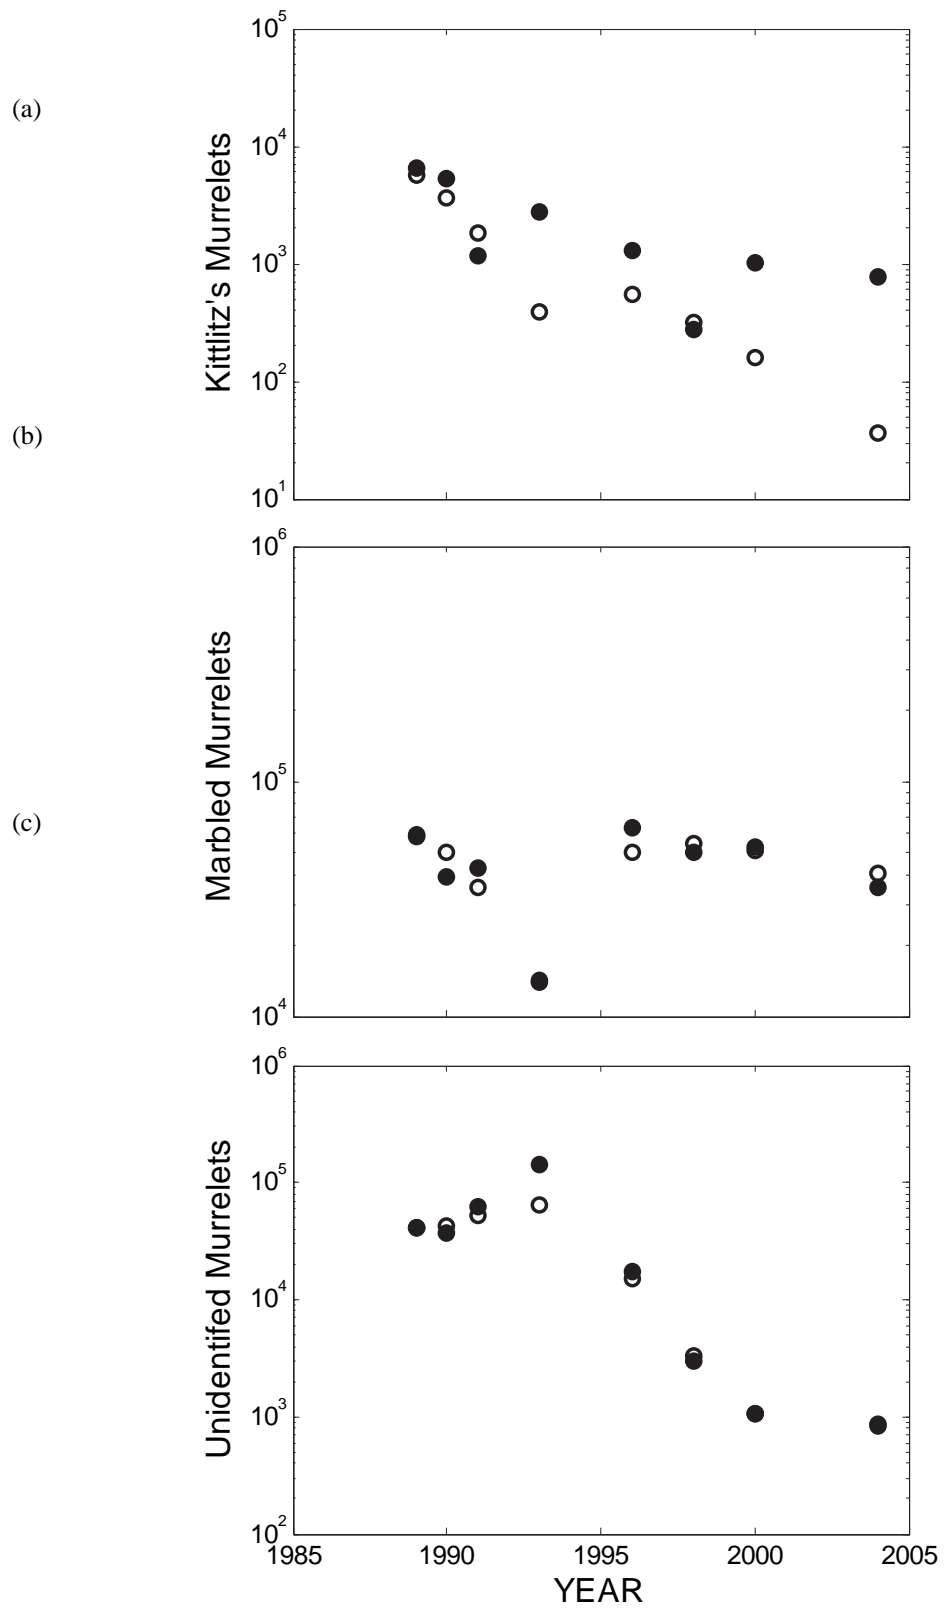 (a)
Kittlitz's Murrelets
10^5
10^4
10^3
10^2
10^1
(b)
Marbled Murrelets
10^6
10^5
10^4
(c)
Unidentifed Murrelets
10^6
10^5
10^4
10^3
10^2
1985 1990 1995 2000 2005
YEAR